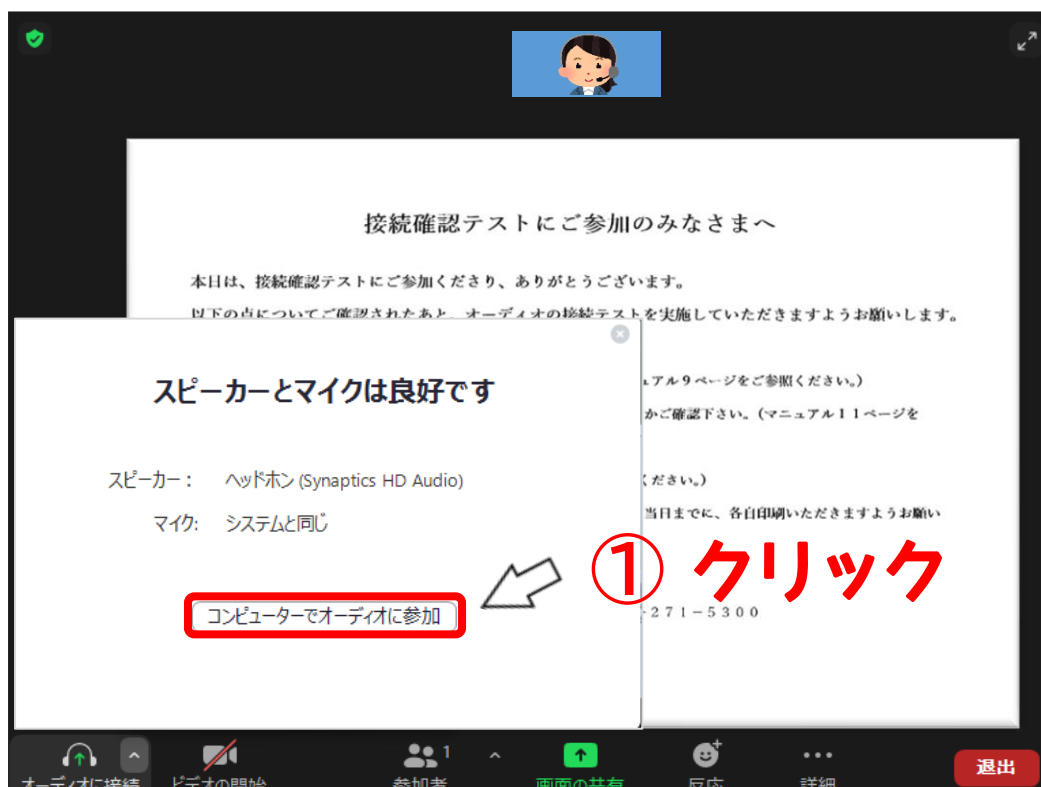 接続確認テストにご参加のみなさまへ
本日は、接続確認テストにご参加くださり、ありがとうございます。
以下の点についてご確認されたあと、オーディオの接続テストを実施していただきますようお願いします。
スピーカーとマイクは良好です
スピーカー： ヘッドホン (Synaptics HD Audio)
マイク: システムと同じ
コンピューターでオーディオに参加
① クリック
ュアル９ページをご参照ください。）
かご確認下さい。（マニュアル１１ページを
ください。）
当日までに、各自印刷いただきますようお願い
-２７１－５３００
オーディオに接続
ビデオの開始
参加者 1
画面の共有
反応
詳細
退出